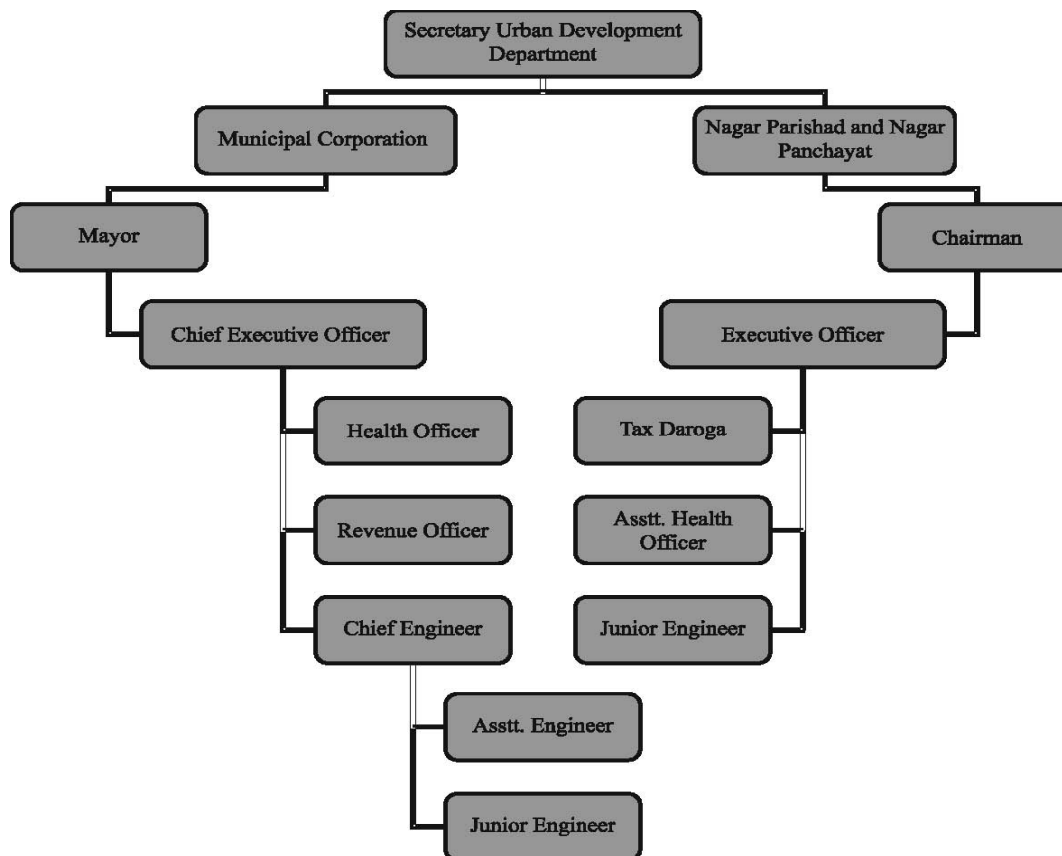 Secretary Urban Development
Department
Municipal Corporation
Nagar Parishad and Nagar
Panchayat
Mayor
Chairman
Chief Executive Officer
Executive Officer
Health Officer
Tax Daroga
Revenue Officer
Asstt. Health
Officer
Chief Engineer
Junior Engineer
Asstt. Engineer
Junior Engineer